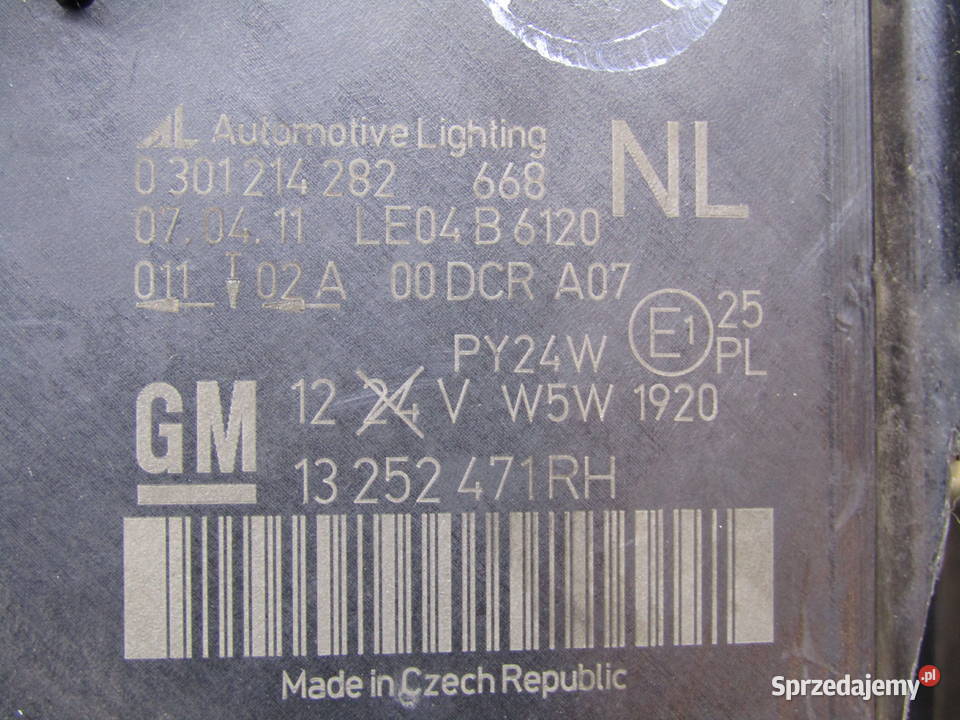 AL Automotive Lighting
NL
0 301 214 282 668
07.04.11 LE04 B 6120
011 T 02 A 00 DCR A07
E1 25
PY24W PL
GM
12 24 V W5W 1920
13 252 471 RH
Made in Czech Republic
Sprzedajemy.pl